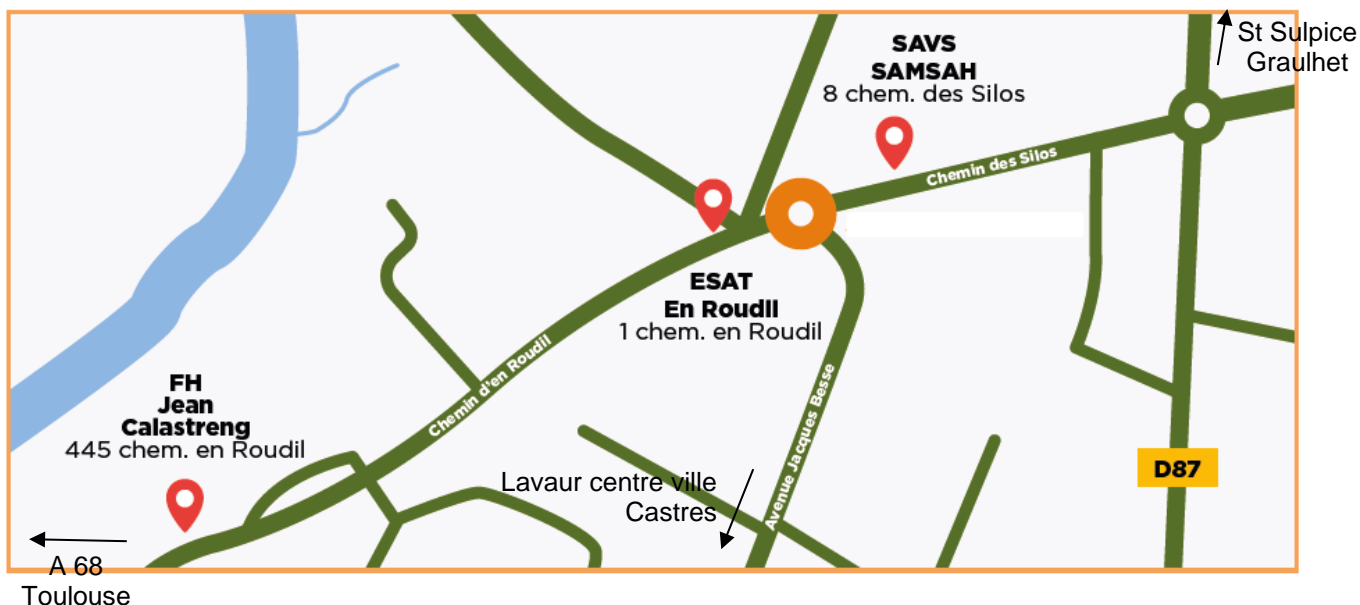 St Sulpice
Graulhet
SAVS
SAMSAH
8 chem. des Silos
Chemin des Silos
ESAT
En Roudil
1 chem. en Roudil
Chemin d'en Roudil
FH
Jean
Calastreng
445 chem. en Roudil
Avenue Jacques Besse
D87
Lavaur centre ville
Castres
A 68
Toulouse